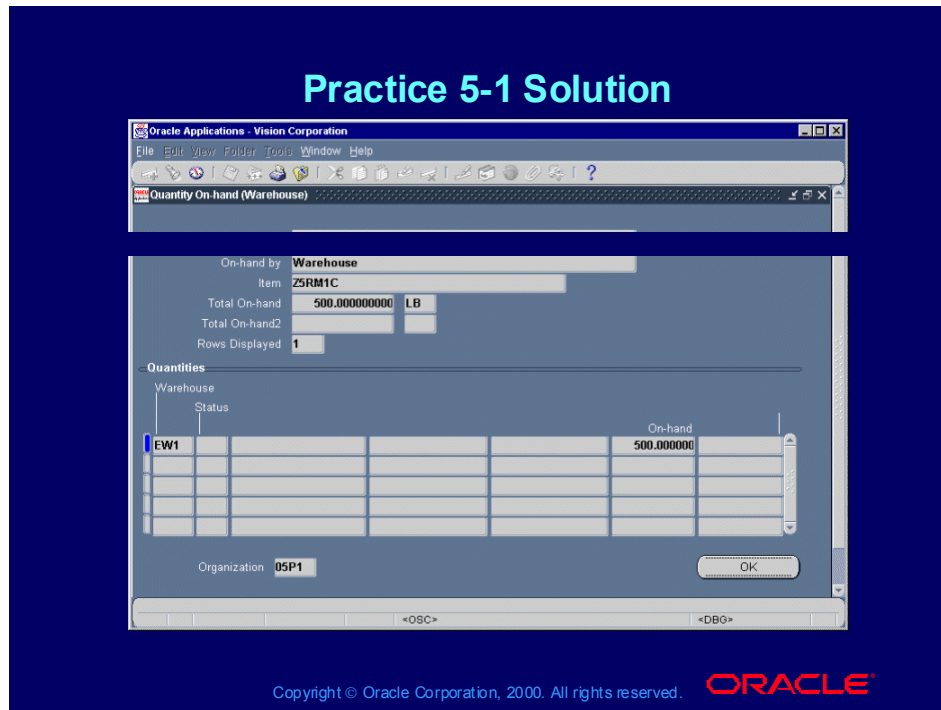 Practice 5-1 Solution
Oracle Applications - Vision Corporation
File Edit View Folder Tools Window Help
Quantity On-hand (Warehouse)
On-hand by Warehouse
Item Z5RM1C
Total On-hand 500.000000000 LB
Total On-hand2
Rows Displayed 1
Quantities
Warehouse
Status
On-hand
EW1 500.000000
Organization 05P1
OK
<OSC> <DBG>
Copyright © Oracle Corporation, 2000. All rights reserved. ORACLE